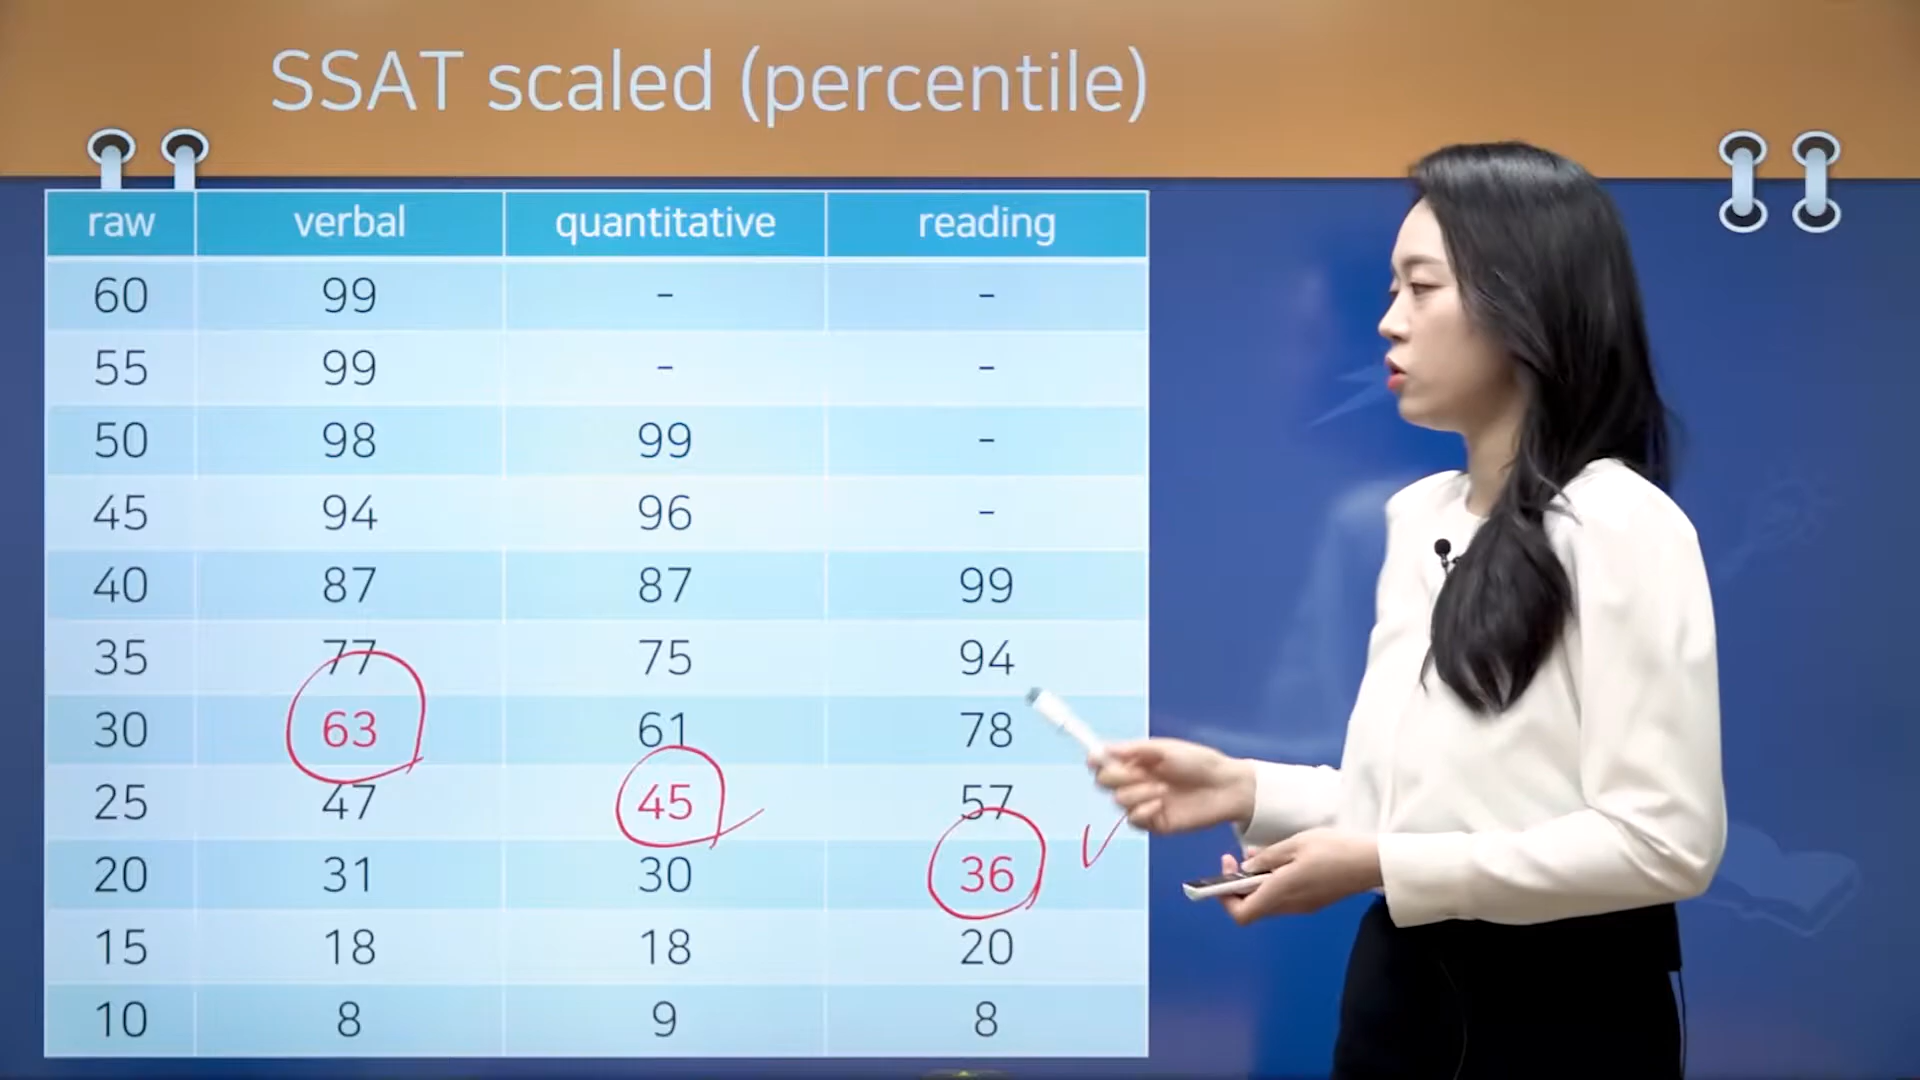 SSAT scaled (percentile)
raw verbal quantitative reading
60 99 - -
55 99 - -
50 98 99 -
45 94 96 -
40 87 87 99
35 77 75 94
30 63 61 78
25 47 45 57
20 31 30 36
15 18 18 20
10 8 9 8